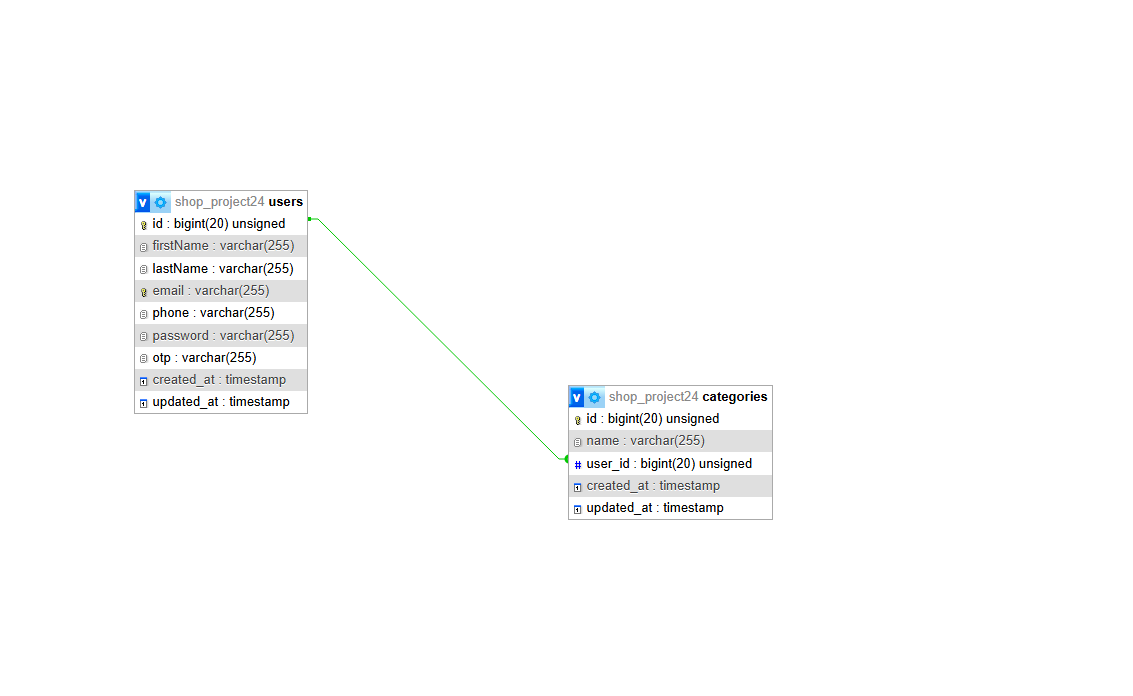 v shop_project24 users
id : bigint(20) unsigned
firstName : varchar(255)
lastName : varchar(255)
email : varchar(255)
phone : varchar(255)
password : varchar(255)
otp : varchar(255)
created_at : timestamp
updated_at : timestamp
v shop_project24 categories
id : bigint(20) unsigned
name : varchar(255)
# user_id : bigint(20) unsigned
created_at : timestamp
updated_at : timestamp